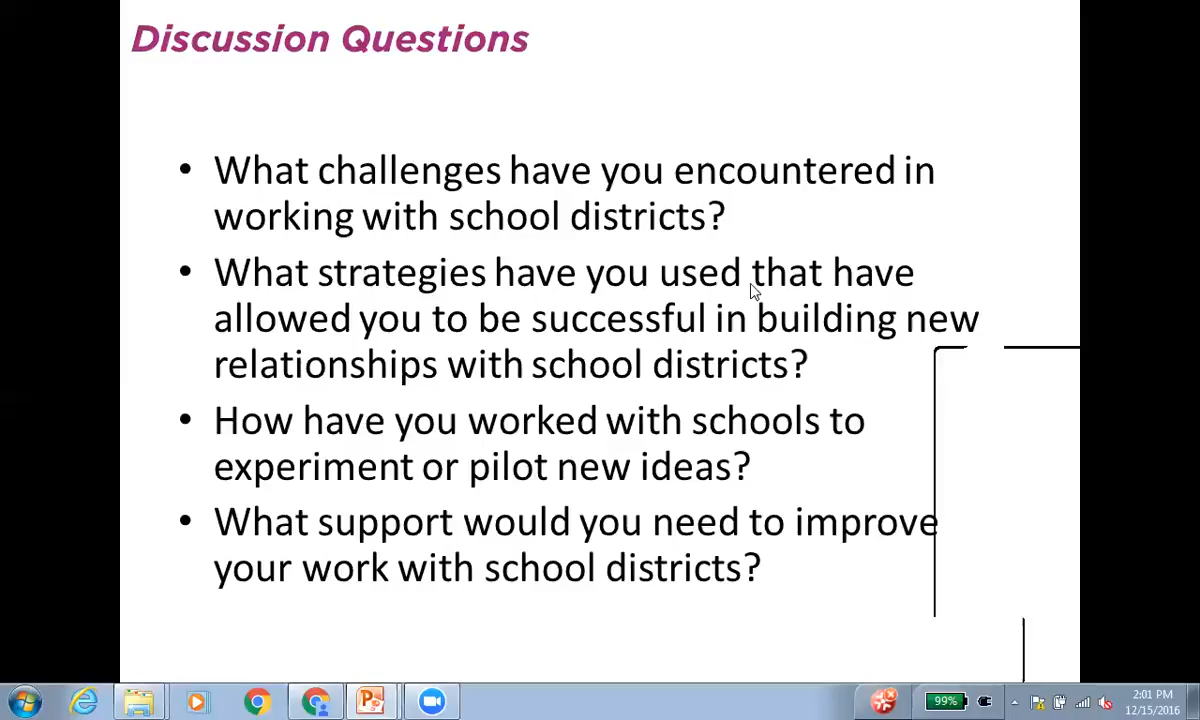 Discussion Questions
• What challenges have you encountered in
working with school districts?
• What strategies have you used that have
allowed you to be successful in building new
relationships with school districts?
• How have you worked with schools to
experiment or pilot new ideas?
• What support would you need to improve
your work with school districts?
99%
2:01 PM
12/15/2016